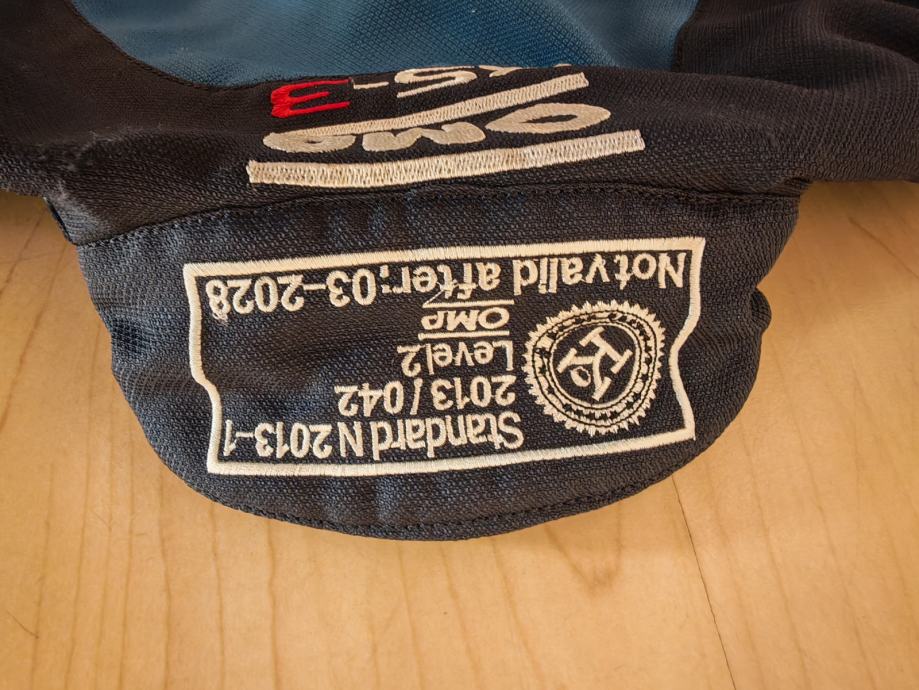 Standard N 2013-1
2013/042
Level 2
OMP
Not valid after: 03-2028
OMP
KS-3